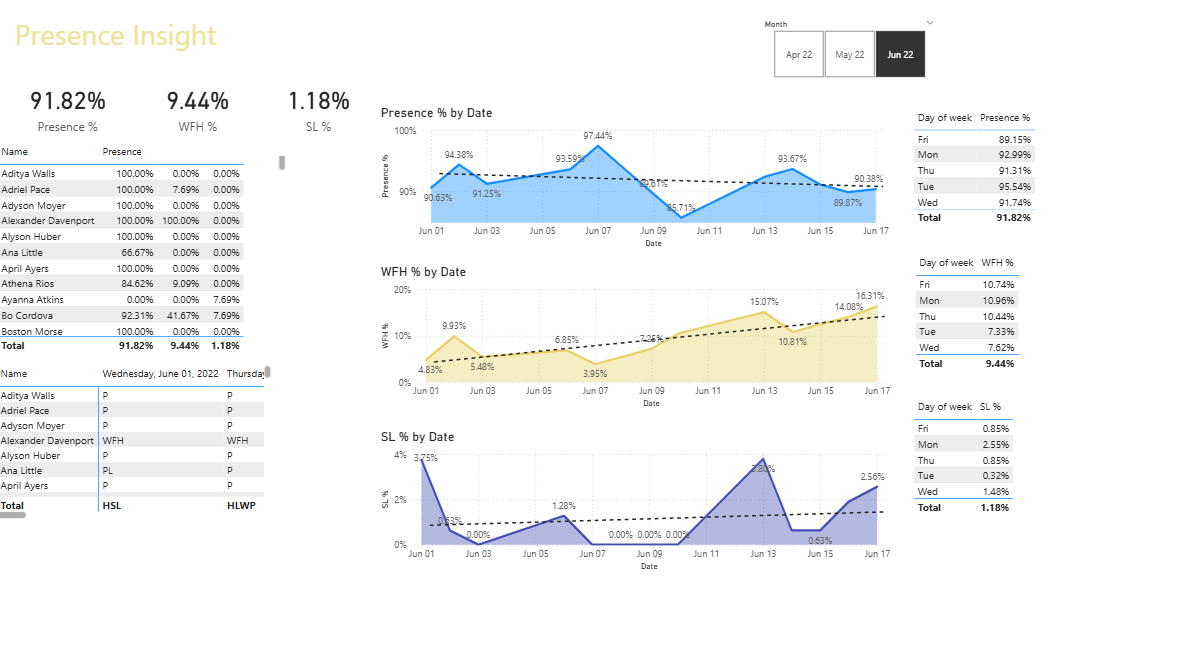 Presence Insight
Month
Apr 22 May 22 Jun 22
91.82% 9.44% 1.18%
Presence % WFH % SL %
Name Presence
Aditya Walls 100.00% 0.00% 0.00%
Adriel Pace 100.00% 7.69% 0.00%
Adyson Moyer 100.00% 0.00% 0.00%
Alexander Davenport 100.00% 100.00% 0.00%
Alyson Huber 100.00% 0.00% 0.00%
Ana Little 66.67% 0.00% 0.00%
April Ayers 100.00% 0.00% 0.00%
Athena Rios 84.62% 9.09% 0.00%
Ayanna Atkins 0.00% 0.00% 7.69%
Bo Cordova 92.31% 41.67% 7.69%
Boston Morse 100.00% 0.00% 0.00%
Total 91.82% 9.44% 1.18%
Name Wednesday, June 01, 2022 Thursday
Aditya Walls P P
Adriel Pace P P
Adyson Moyer P P
Alexander Davenport WFH WFH
Alyson Huber P P
Ana Little PL P
April Ayers P P
Total HSL HLWP
Presence % by Date
Presence %
100%
90%
90.63%
94.38%
91.25%
93.59%
97.44%
89.61%
85.71%
93.67%
89.87%
90.38%
Jun 01 Jun 03 Jun 05 Jun 07 Jun 09 Jun 11 Jun 13 Jun 15 Jun 17
Date
WFH % by Date
WFH %
20%
10%
0%
4.83%
9.93%
5.48%
6.85%
3.95%
7.25%
15.07%
10.81%
14.08%
16.31%
Jun 01 Jun 03 Jun 05 Jun 07 Jun 09 Jun 11 Jun 13 Jun 15 Jun 17
Date
SL % by Date
SL %
4%
2%
0%
3.75%
0.63%
0.00%
1.28%
0.00% 0.00% 0.00%
3.80%
0.63%
2.56%
Jun 01 Jun 03 Jun 05 Jun 07 Jun 09 Jun 11 Jun 13 Jun 15 Jun 17
Date
Day of week Presence %
Fri 89.15%
Mon 92.99%
Thu 91.31%
Tue 95.54%
Wed 91.74%
Total 91.82%
Day of week WFH %
Fri 10.74%
Mon 10.96%
Thu 10.44%
Tue 7.33%
Wed 7.62%
Total 9.44%
Day of week SL %
Fri 0.85%
Mon 2.55%
Thu 0.85%
Tue 0.32%
Wed 1.48%
Total 1.18%